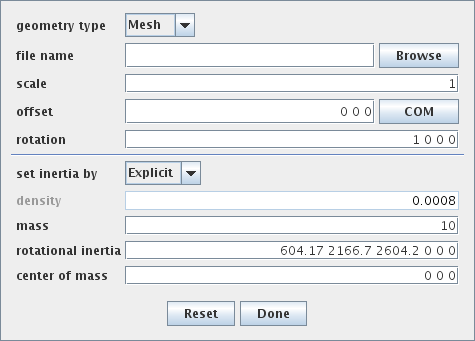 geometry type Mesh
file name Browse
scale 1
offset 0 0 0 COM
rotation 1 0 0 0
set inertia by Explicit
density 0.0008
mass 10
rotational inertia 604.17 2166.7 2604.2 0 0 0
center of mass 0 0 0
Reset Done